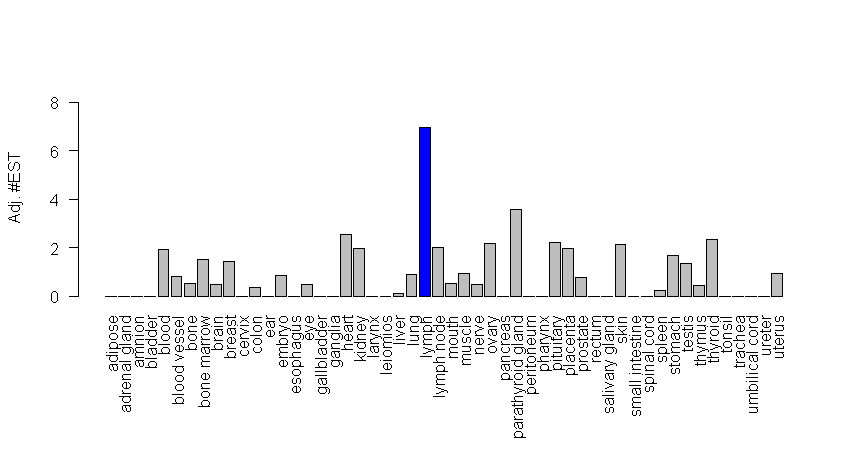 8
6
4
2
0
Adj. #EST
adipose
adrenal gland
amnion
bladder
blood
blood vessel
bone
bone marrow
brain
breast
cervix
colon
ear
embryo
esophagus
eye
gallbladder
ganglia
heart
kidney
larynx
leiomios
liver
lung
lymph
lymph node
mouth
muscle
nerve
ovary
pancreas
parathyroid gland
peritoneum
pharynx
pituitary
placenta
prostate
rectum
salivary gland
skin
small intestine
spinal cord
spleen
stomach
testis
thymus
thyroid
tonsil
trachea
umbilical cord
ureter
uterus